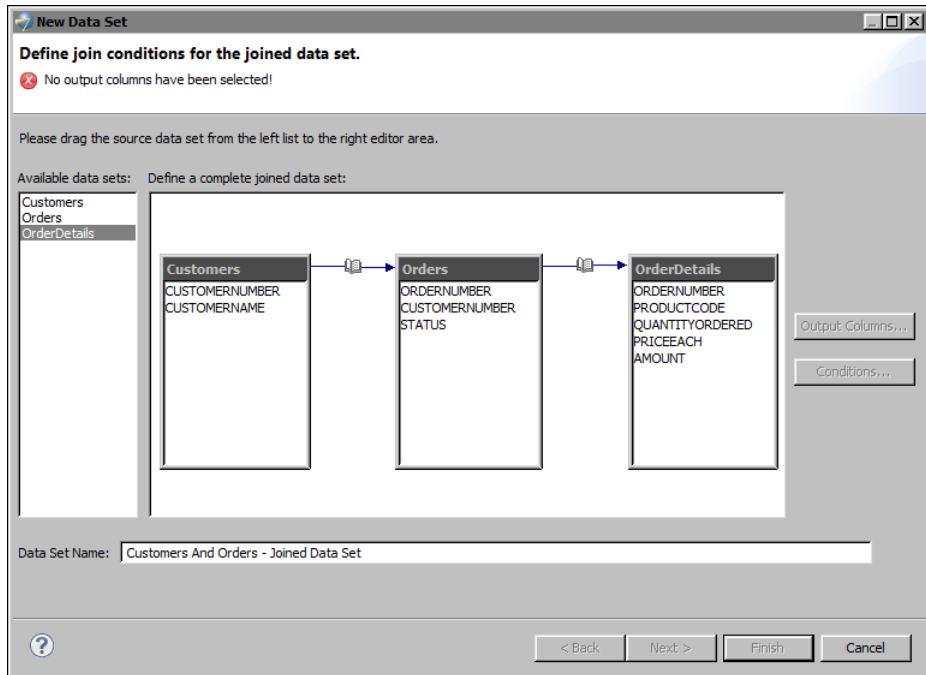 New Data Set
Define join conditions for the joined data set.
No output columns have been selected!
Please drag the source data set from the left list to the right editor area.
Available data sets:
Define a complete joined data set:
Customers
Orders
OrderDetails
Customers
CUSTOMERNUMBER
CUSTOMERNAME
Orders
ORDERNUMBER
CUSTOMERNUMBER
STATUS
OrderDetails
ORDERNUMBER
PRODUCTCODE
QUANTITYORDERED
PRICEEACH
AMOUNT
Output Columns...
Conditions...
Data Set Name: Customers And Orders - Joined Data Set
?
< Back
Next >
Finish
Cancel